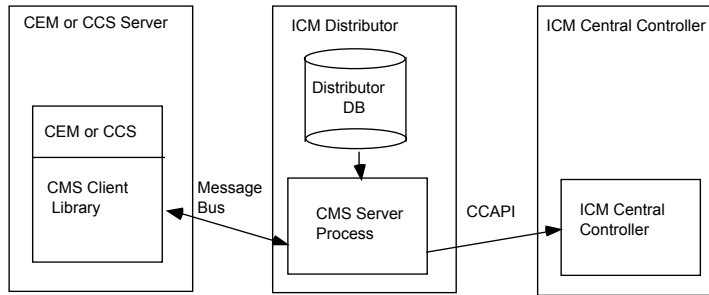 CEM or CCS Server
CEM or CCS
CMS Client
Library
Message
Bus
ICM Distributor
Distributor
DB
CMS Server
Process
CCAPI
ICM Central Controller
ICM Central
Controller